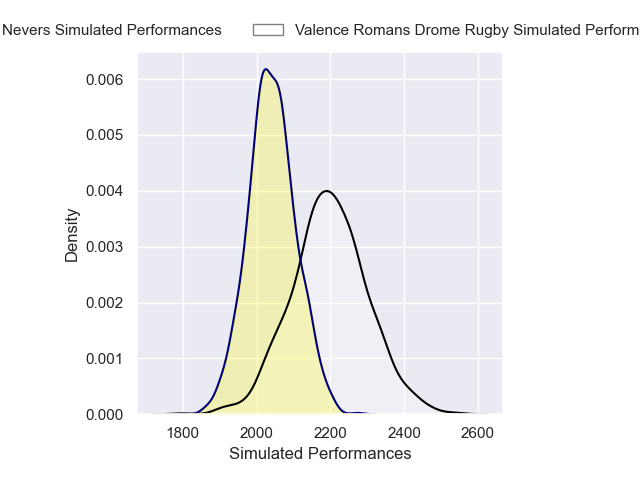 Nevers Simulated Performances
Valence Romans Drome Rugby Simulated Perform
0.006
0.005
0.004
0.003
0.002
0.001
0.000
Density
1800 2000 2200 2400 2600
Simulated Performances